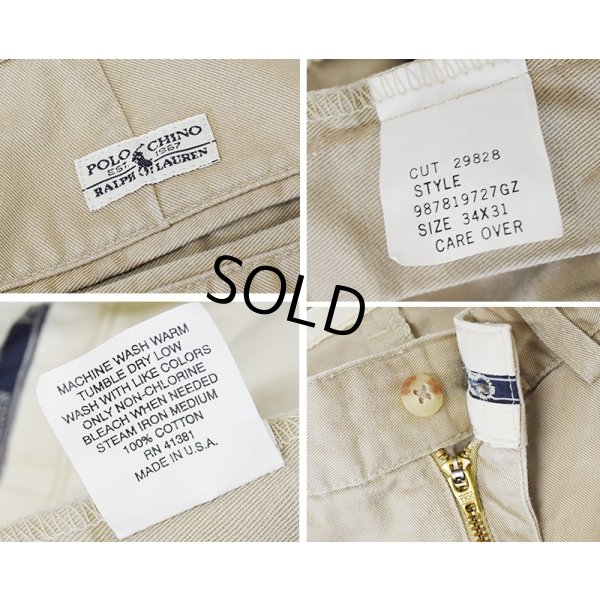 POLO CHINO
EST. 1967
RALPH LAUREN
CUT 29828
STYLE
987819727GZ
SIZE 34X31
CARE OVER
SOLD
MACHINE WASH WARM
TUMBLE DRY LOW
WASH WITH LIKE COLORS
ONLY NON-CHLORINE
BLEACH WHEN NEEDED
STEAM IRON MEDIUM
100% COTTON
RN 41381
MADE IN U.S.A.